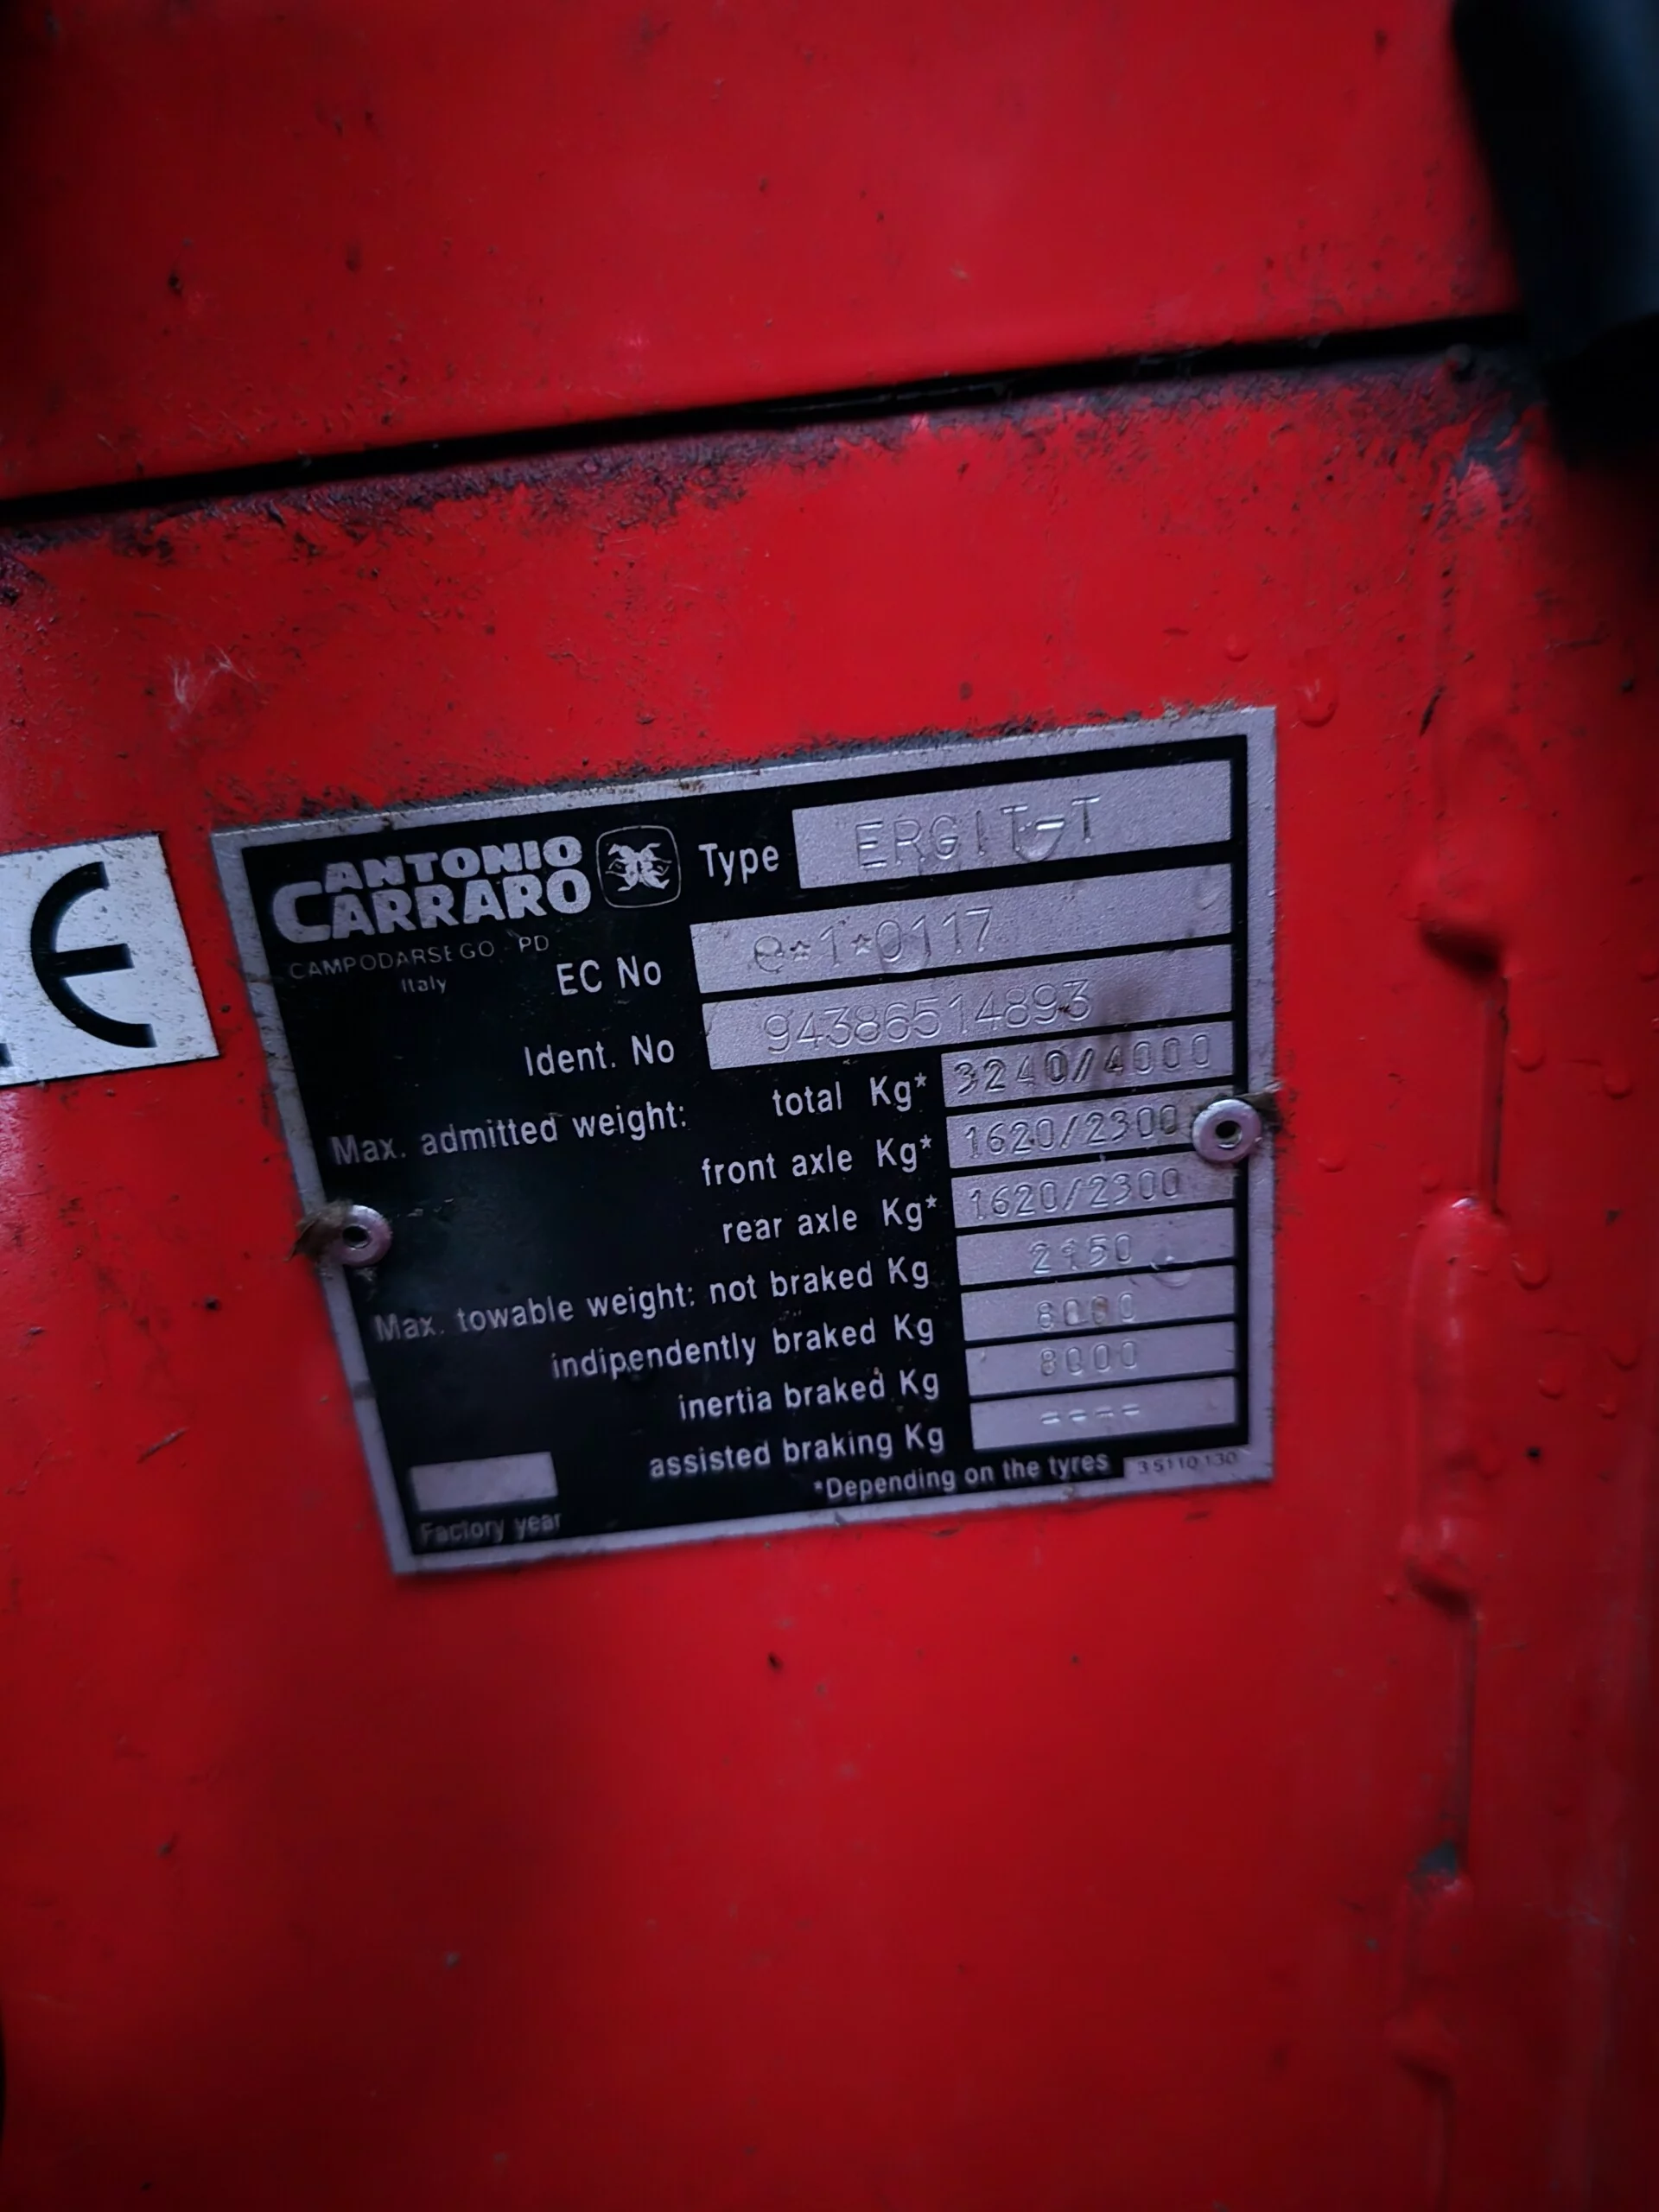 CE
ANTONIO
CARRARO
CAMPODARSEGO PD
Italy
Type ERGIT-T
EC No e*1*0117
Ident. No 94386514893
Max. admitted weight: total Kg* 3240//4000
front axle Kg* 1620/2300
rear axle Kg* 1620/2300
Max. towable weight: not braked Kg 2150
indipendently braked Kg 8000
inertia braked Kg 8000
assisted braking Kg ----
*Depending on the tyres 35110130
Factory year